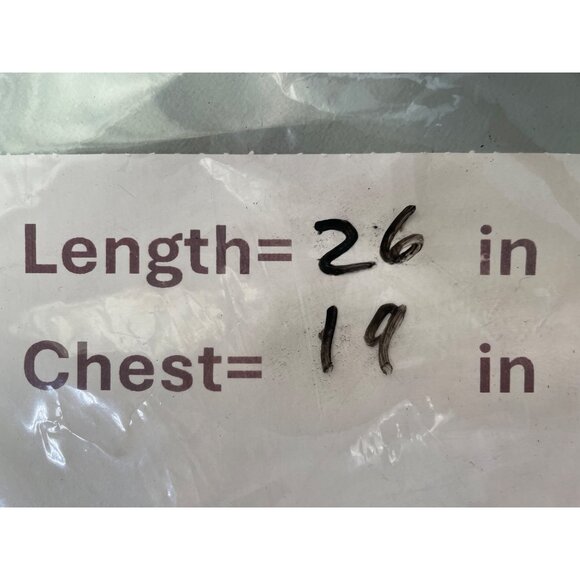 Length= 26 in
Chest= 19 in